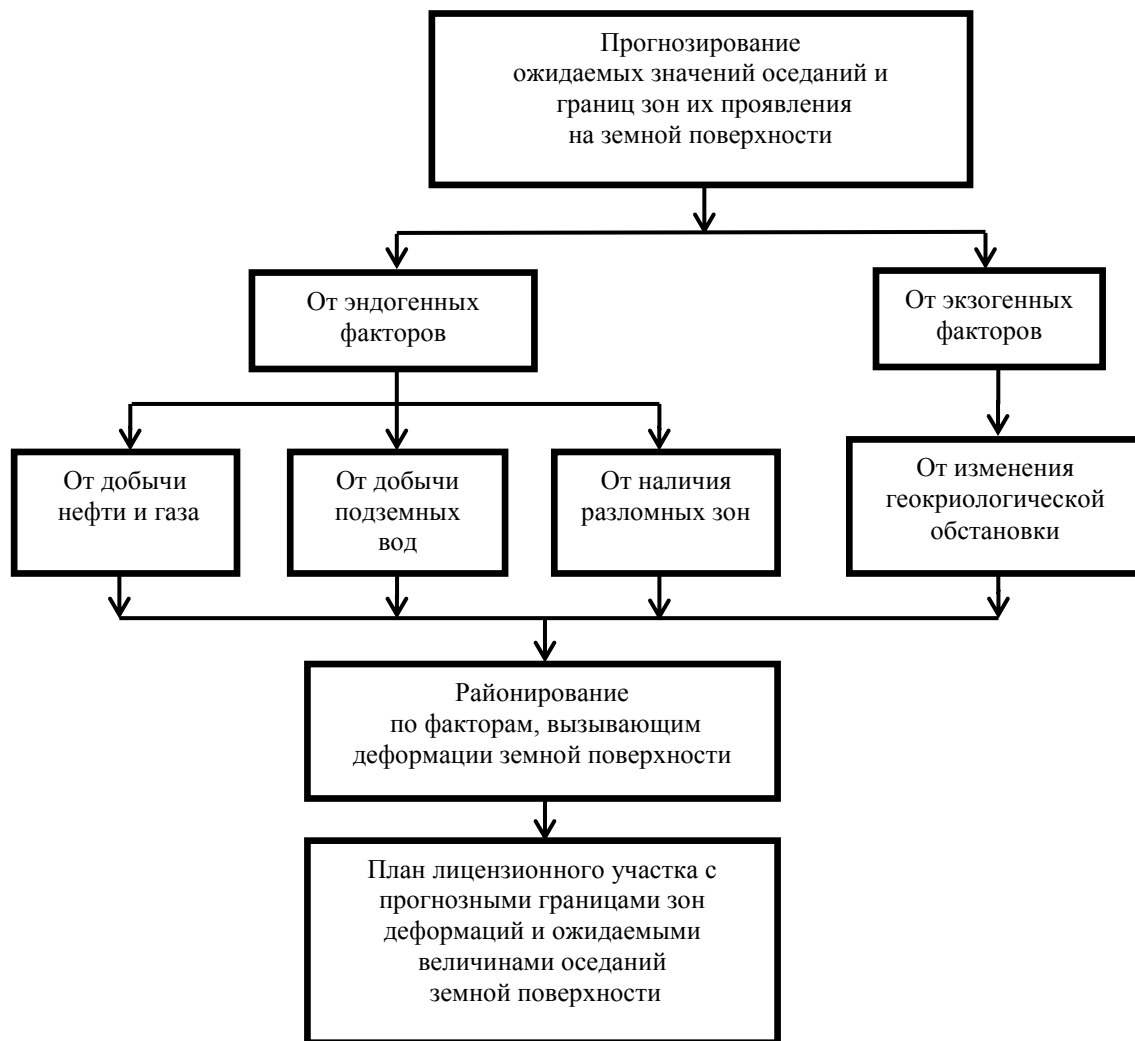 Прогнозирование
ожидаемых значений оседаний и
границ зон их проявления
на земной поверхности
От эндогенных
факторов
От экзогенных
факторов
От добычи
нефти и газа
От добычи
подземных
вод
От наличия
разломных зон
От изменения
геокриологической
обстановки
Районирование
по факторам, вызывающим
деформации земной поверхности
План лицензионного участка с
прогнозными границами зон
деформаций и ожидаемыми
величинами оседаний
земной поверхности